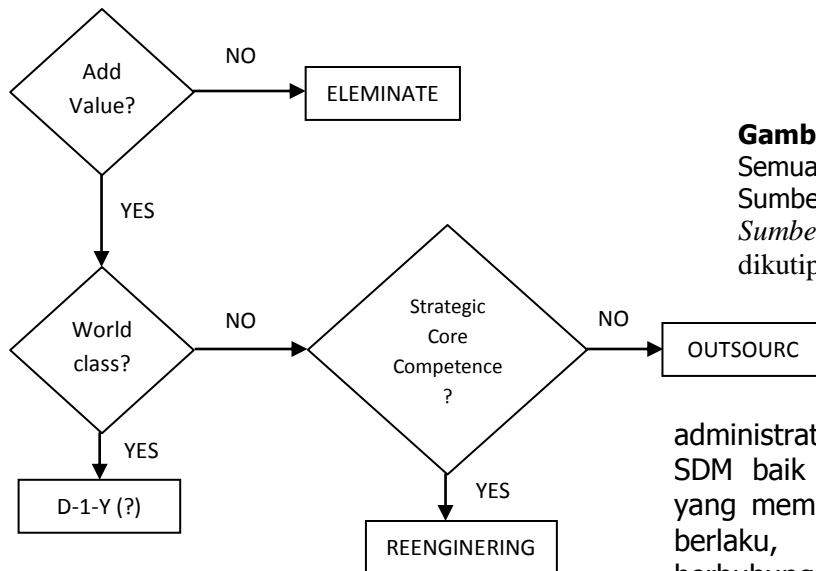 Add
Value?
NO
ELEMINATE
YES
World
class?
NO
Strategic
Core
Competence
?
NO
OUTSOURC
YES
D-1-Y (?)
YES
REENGINERING
Gamb
Semua
Sumbe
Sumbe
dikutip
administrat
SDM baik
yang mem
berlaku,